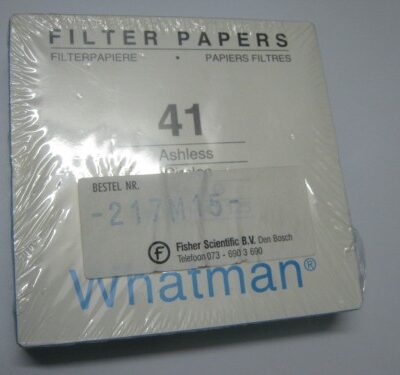 FILTER PAPERS
FILTERPAPIERE • PAPIERS FILTRES
41
Ashless
BESTEL NR.
-217M15-
f Fisher Scientific B.V. Den Bosch
Telefoon 073 - 690 3 690
Whatman®